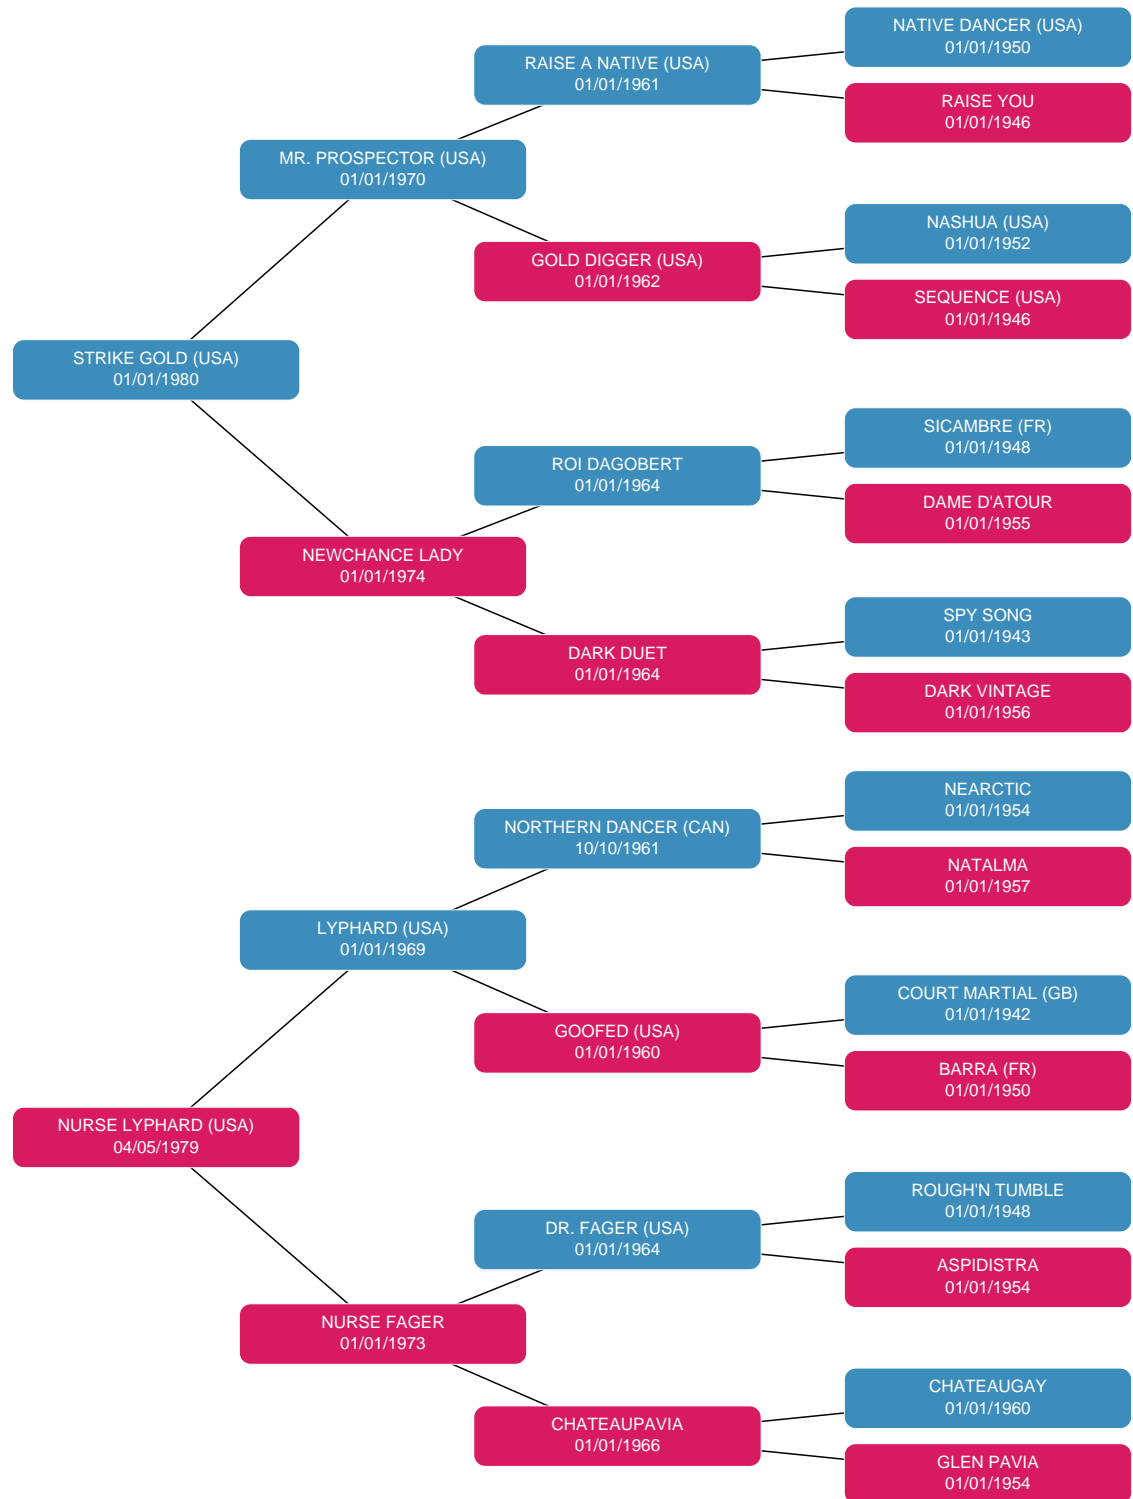 NATIVE DANCER (USA)
01/01/1950
RAISE A NATIVE (USA)
01/01/1961
RAISE YOU
01/01/1946
MR. PROSPECTOR (USA)
01/01/1970
NASHUA (USA)
01/01/1952
GOLD DIGGER (USA)
01/01/1962
SEQUENCE (USA)
01/01/1946
STRIKE GOLD (USA)
01/01/1980
SICAMBRE (FR)
01/01/1948
ROI DAGOBERT
01/01/1964
DAME D'ATOUR
01/01/1955
NEWCHANCE LADY
01/01/1974
SPY SONG
01/01/1943
DARK DUET
01/01/1964
DARK VINTAGE
01/01/1956
NEARCTIC
01/01/1954
NORTHERN DANCER (CAN)
10/10/1961
NATALMA
01/01/1957
LYPHARD (USA)
01/01/1969
COURT MARTIAL (GB)
01/01/1942
GOOFED (USA)
01/01/1960
BARRA (FR)
01/01/1950
NURSE LYPHARD (USA)
04/05/1979
ROUGH'N TUMBLE
01/01/1948
DR. FAGER (USA)
01/01/1964
ASPIDISTRA
01/01/1954
NURSE FAGER
01/01/1973
CHATEAUGAY
01/01/1960
CHATEAUPAVIA
01/01/1966
GLEN PAVIA
01/01/1954